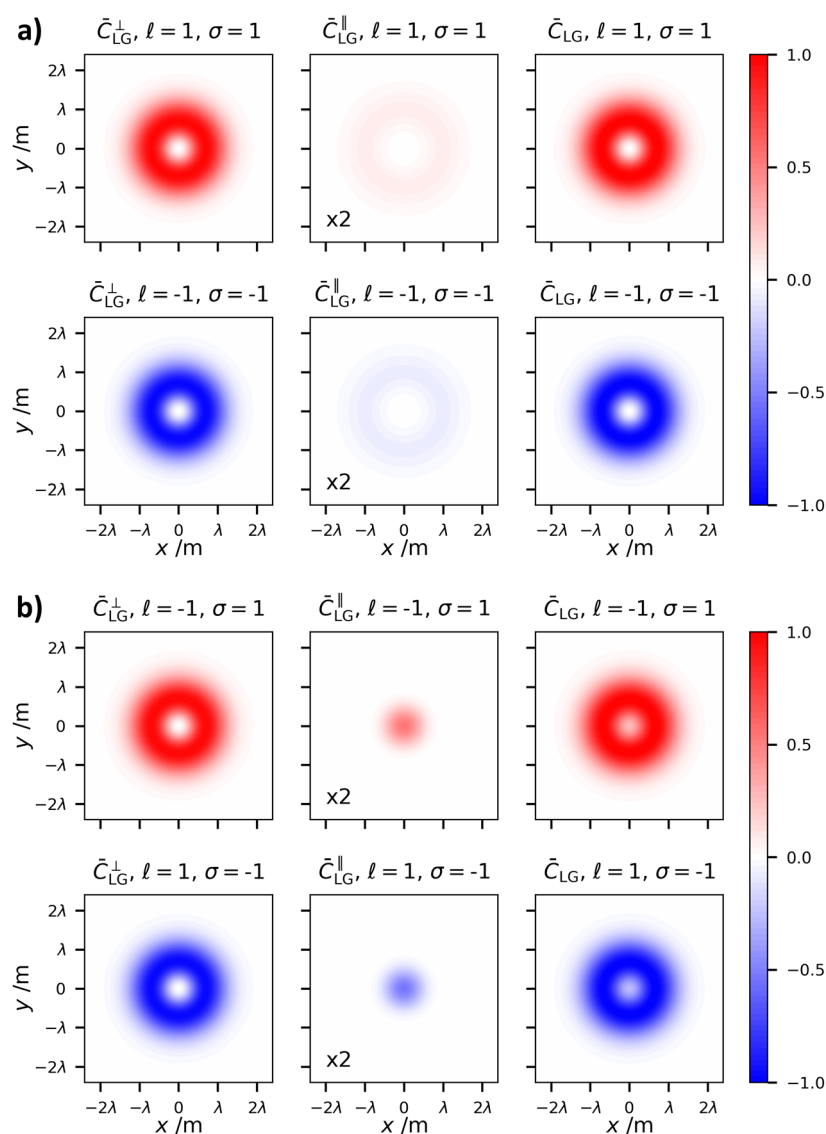 a)
C̄⊥LG, ℓ = 1, σ = 1
C̄∥LG, ℓ = 1, σ = 1
C̄LG, ℓ = 1, σ = 1
1.0
0.5
0.0
−0.5
−1.0
y /m
2λ
λ
0
−λ
−2λ
x2
C̄⊥LG, ℓ = -1, σ = -1
C̄∥LG, ℓ = -1, σ = -1
C̄LG, ℓ = -1, σ = -1
y /m
2λ
λ
0
−λ
−2λ
x2
−2λ −λ 0 λ 2λ
−2λ −λ 0 λ 2λ
−2λ −λ 0 λ 2λ
x /m
x /m
x /m
b)
C̄⊥LG, ℓ = -1, σ = 1
C̄∥LG, ℓ = -1, σ = 1
C̄LG, ℓ = -1, σ = 1
1.0
0.5
0.0
−0.5
−1.0
y /m
2λ
λ
0
−λ
−2λ
x2
C̄⊥LG, ℓ = 1, σ = -1
C̄∥LG, ℓ = 1, σ = -1
C̄LG, ℓ = 1, σ = -1
y /m
2λ
λ
0
−λ
−2λ
x2
−2λ −λ 0 λ 2λ
−2λ −λ 0 λ 2λ
−2λ −λ 0 λ 2λ
x /m
x /m
x /m